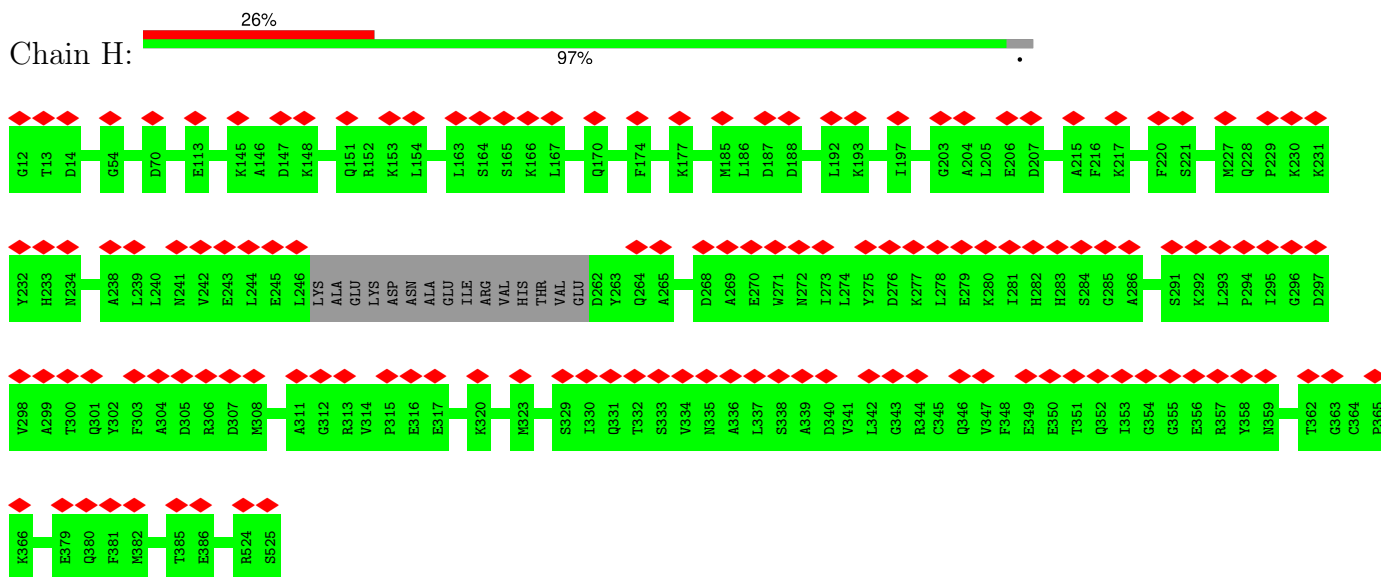 26%
Chain H:
97%
.
G12 T13 D14 G54 D70 E113 K145 A146 D147 K148 Q151 R152 K153 L154 L163 S164 S165 K166 L167 Q170 F174 K177 M185 L186 D187 D188 L192 K193 I197 G203 A204 L205 E206 D207 A215 F216 K217 F220 S221 M227 Q228 P229 K230 K231
Y232 H233 N234 A238 L239 L240 N241 V242 E243 L244 E245 L246 LYS ALA GLU LYS ASP ASN ALA GLU ILE ARG VAL HIS THR VAL GLU D262 Y263 Q264 A265 D268 A269 E270 W271 N272 I273 L274 Y275 D276 K277 L278 E279 K280 I281 H282 H283 S284 G285 A286 S291 K292 L293 P294 I295 G296 D297
V298 A299 T300 Q301 Y302 F303 A304 D305 R306 D307 M308 A311 G312 R313 V314 P315 E316 E317 K320 M323 S329 I330 Q331 T332 S333 V334 N335 A336 L337 S338 A339 D340 V341 L342 G343 R344 C345 Q346 V347 F348 E349 E350 T351 Q352 I353 G354 G355 E356 R357 Y358 N359 T362 G363 C364 P365
K366 E379 Q380 F381 M382 T385 E386 R524 S525